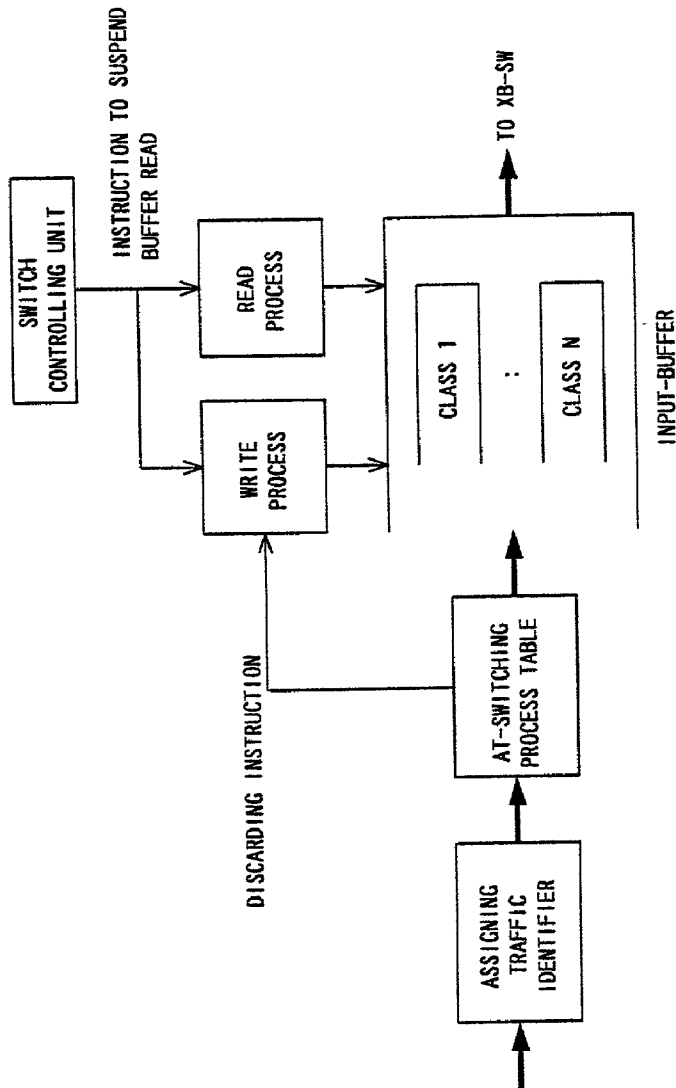 SWITCH
CONTROLLING UNIT
INSTRUCTION TO SUSPEND
BUFFER READ
WRITE
PROCESS
READ
PROCESS
DISCARDING INSTRUCTION
ASSIGNING
TRAFFIC
IDENTIFIER
AT-SWITCHING
PROCESS TABLE
CLASS 1
:
CLASS N
TO XB-SW
INPUT-BUFFER